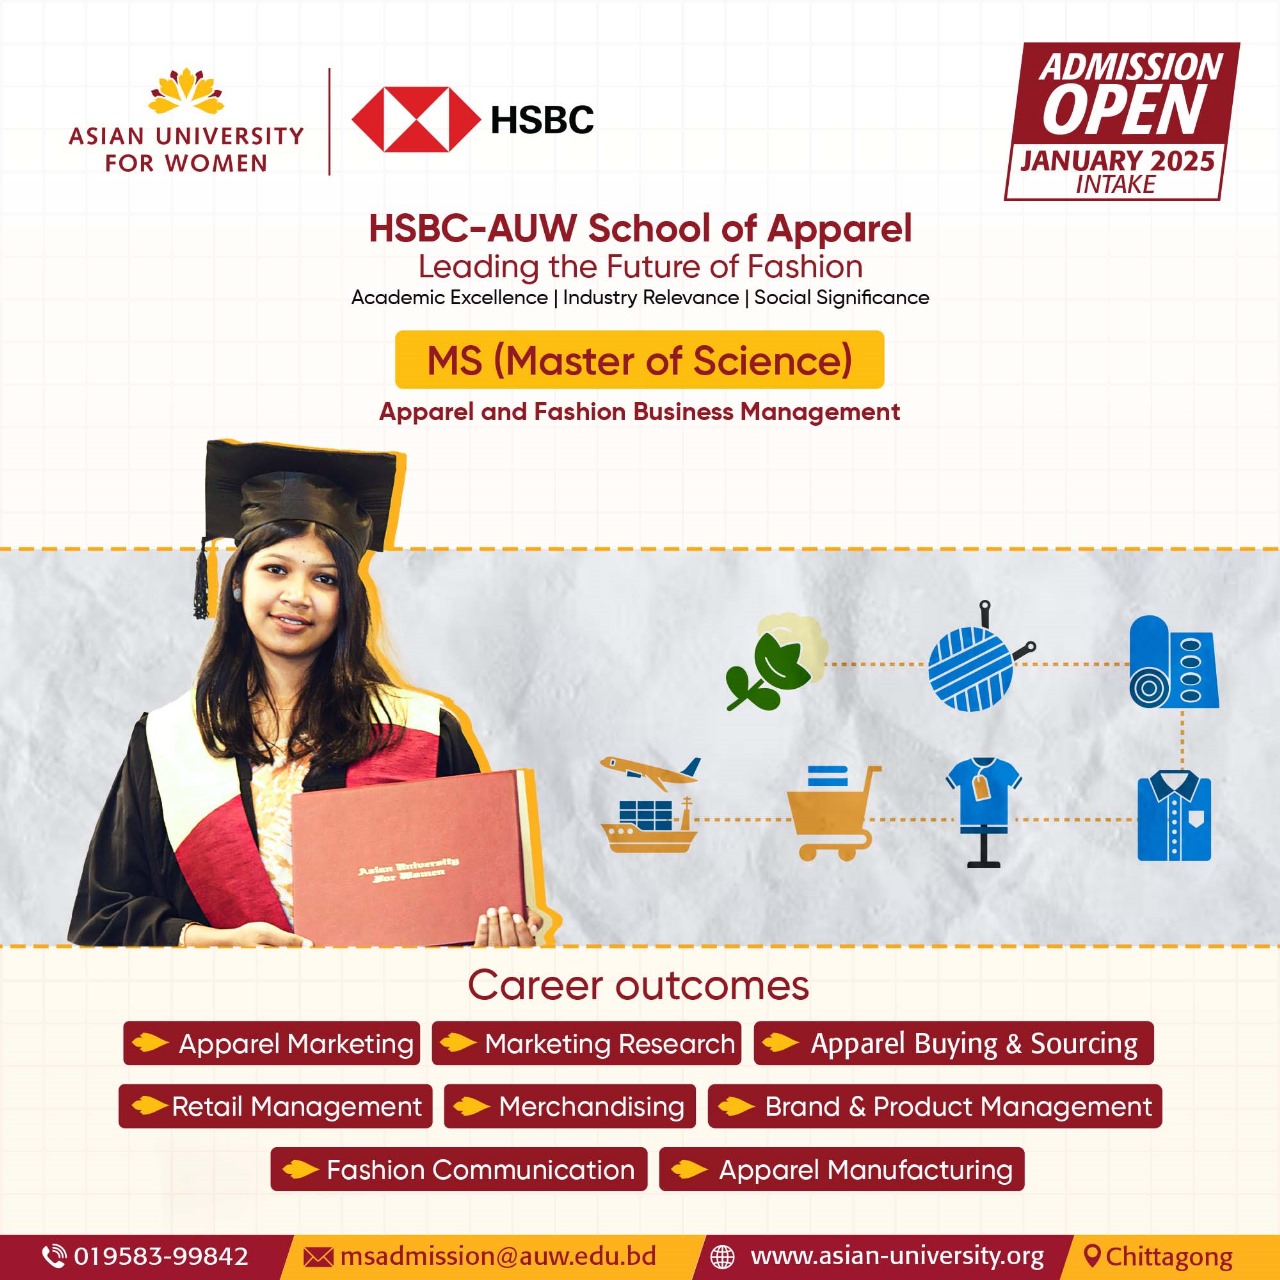 ASIAN UNIVERSITY
FOR WOMEN
HSBC
ADMISSION
OPEN
JANUARY 2025
INTAKE
HSBC-AUW School of Apparel
Leading the Future of Fashion
Academic Excellence | Industry Relevance | Social Significance
MS (Master of Science)
Apparel and Fashion Business Management
Asian University
For Women
Career outcomes
Apparel Marketing
Marketing Research
Apparel Buying & Sourcing
Retail Management
Merchandising
Brand & Product Management
Fashion Communication
Apparel Manufacturing
019583-99842
msadmission@auw.edu.bd
www.asian-university.org
Chittagong